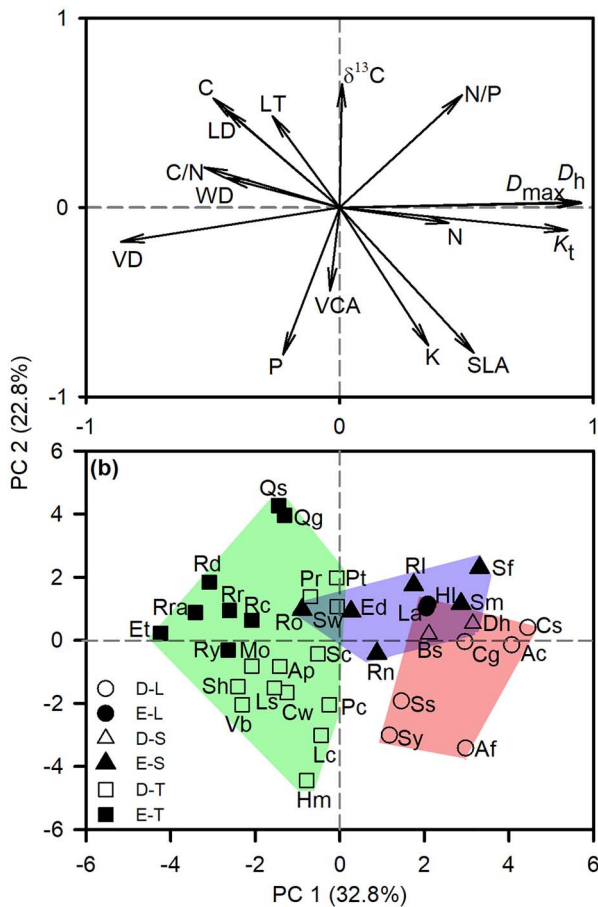 1
C
LT
δ¹³C
N/P
LD
C/N
WD
Dmax
Dh
0
VD
N
Kt
VCA
P
K
SLA
-1
-1 0 1
PC 2 (22.8%)
6
(b)
Qs
4
Qg
Rd
Pr Pt
Rl
Sf
2
Rra
Rr
Rc
Ro
Sw
Ed
La
Hl
Sm
Dh
Cs
Et
0
Ry
Mo
Sc
Rn
Bs
Cg
Ac
Ap
D-L
Sh
Ls
Cw
Pc
Ss
E-L
-2
Vb
D-S
Lc
Sy
Af
E-S
-4
Hm
D-T
E-T
-6
-6 -4 -2 0 2 4 6
PC 1 (32.8%)